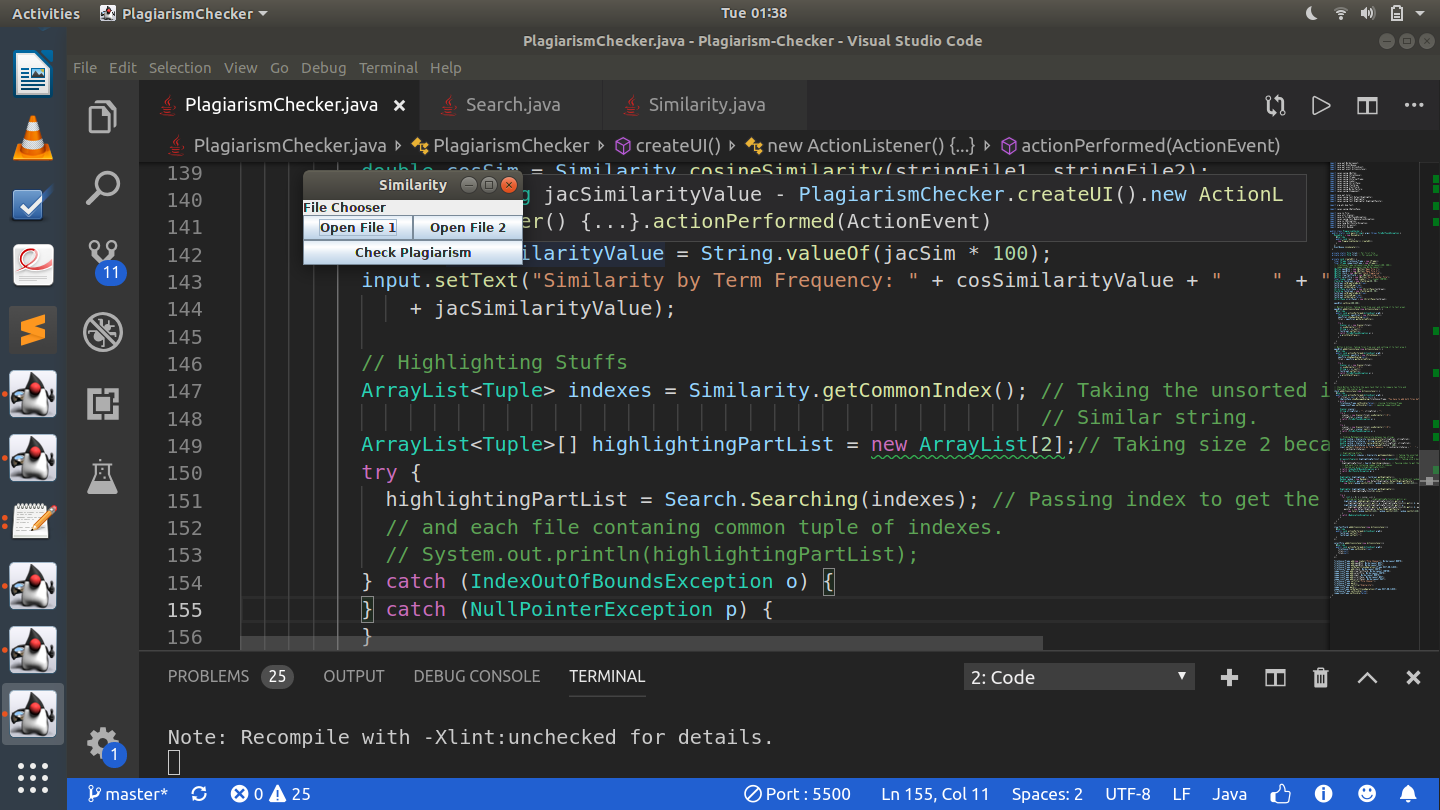 Activities PlagiarismChecker Tue 01:38
PlagiarismChecker.java - Plagiarism-Checker - Visual Studio Code
File Edit Selection View Go Debug Terminal Help
PlagiarismChecker.java Search.java Similarity.java
PlagiarismChecker.java PlagiarismChecker createUI() new ActionListener() {...} actionPerformed(ActionEvent)
139 double cosSim = Similarity.cosineSimilarity(stringFile1, stringFile2);
Similarity
140 g jacSimilarityValue - PlagiarismChecker.createUI().new ActionL
File Chooser
141 er() {...}.actionPerformed(ActionEvent)
Open File 1 Open File 2
142 ilarityValue = String.valueOf(jacSim * 100);
Check Plagiarism
143 input.setText("Similarity by Term Frequency: " + cosSimilarityValue + "    " + "
144 + jacSimilarityValue);
145
146 // Highlighting Stuffs
147 ArrayList<Tuple> indexes = Similarity.getCommonIndex(); // Taking the unsorted i
148 // Similar string.
149 ArrayList<Tuple>[] highlightingPartList = new ArrayList[2];// Taking size 2 beca
150 try {
151 highlightingPartList = Search.Searching(indexes); // Passing index to get the
152 // and each file contaning common tuple of indexes.
153 // System.out.println(highlightingPartList);
154 } catch (IndexOutOfBoundsException o) {
155 } catch (NullPointerException p) {
156 }
11
PROBLEMS 25 OUTPUT DEBUG CONSOLE TERMINAL 2: Code
Note: Recompile with -Xlint:unchecked for details.
1
master* 0 25 Port : 5500 Ln 155, Col 11 Spaces: 2 UTF-8 LF Java